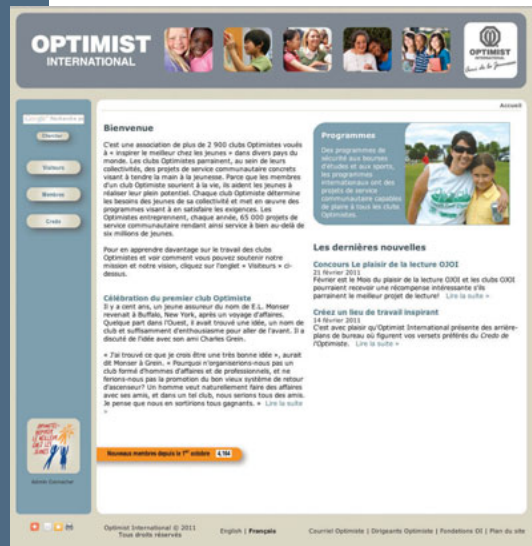 OPTIMIST
INTERNATIONAL
OPTIMIST
INTERNATIONAL
Ami de la Jeunesse
Accueil
Chercher
Visiteurs
Membres
Credo
Admin Connecter
Bienvenue
C'est une association de plus de 2 900 clubs Optimistes voués
à « inspirer le meilleur chez les jeunes » dans divers pays du
monde. Les clubs Optimistes parrainent, au sein de leurs
collectivités, des projets de service communautaire concrets
visant à tendre la main à la jeunesse. Parce que les membres
d'un club Optimiste sourient à la vie, ils aident les jeunes à
réaliser leur plein potentiel. Chaque club Optimiste détermine
les besoins des jeunes de sa collectivité et met en œuvre des
programmes visant à en satisfaire les exigences. Les
Optimistes entreprennent, chaque année, 65 000 projets de
service communautaire rendant ainsi service à bien au-delà de
six millions de jeunes.
Pour en apprendre davantage sur le travail des clubs
Optimistes et voir comment vous pouvez soutenir notre
mission et notre vision, cliquez sur l'onglet « Visiteurs » ci-
dessus.
Célébration du premier club Optimiste
Il y a cent ans, un jeune assureur du nom de E.L. Monser
revenait à Buffalo, New York, après un voyage d'affaires.
Quelque part dans l'Ouest, il avait trouvé une idée, un nom de
club et suffisamment d'enthousiasme pour aller de l'avant. Il a
discuté de l'idée avec son ami Charles Grein.
« J'ai trouvé ce que je crois être une très bonne idée », aurait
dit Monser à Grein. « Pourquoi n'organiserions-nous pas un
club formé d'hommes d'affaires et de professionnels, et ne
ferions-nous pas la promotion du bon vieux système de retour
d'ascenseur? Un homme veut naturellement faire des affaires
avec ses amis, et dans un tel club, nous serions tous des amis.
Je pense que nous en sortirions tous gagnants. » Lire la suite
»
Nouveaux membres depuis le 1er octobre 4,104
Programmes
Des programmes de
sécurité aux bourses
d'études et aux sports,
les programmes
internationaux ont des
projets de service
communautaire capables
de plaire à tous les clubs
Optimistes.
Les dernières nouvelles
Concours Le plaisir de la lecture OJOI
21 février 2011
Février est le Mois du plaisir de la lecture OJOI et les clubs OJOI
pourraient recevoir une récompense intéressante s'ils
parrainent le meilleur projet de lecture! Lire la suite »
Créez un lieu de travail inspirant
14 février 2011
C'est avec plaisir qu'Optimist International présente des arrière-
plans de bureau où figurent vos versets préférés du Credo de
l'Optimiste. Lire la suite »
Optimist International © 2011
Tous droits réservés
English | Français
Courriel Optimiste | Dirigeants Optimiste | Fondations OI | Plan du site